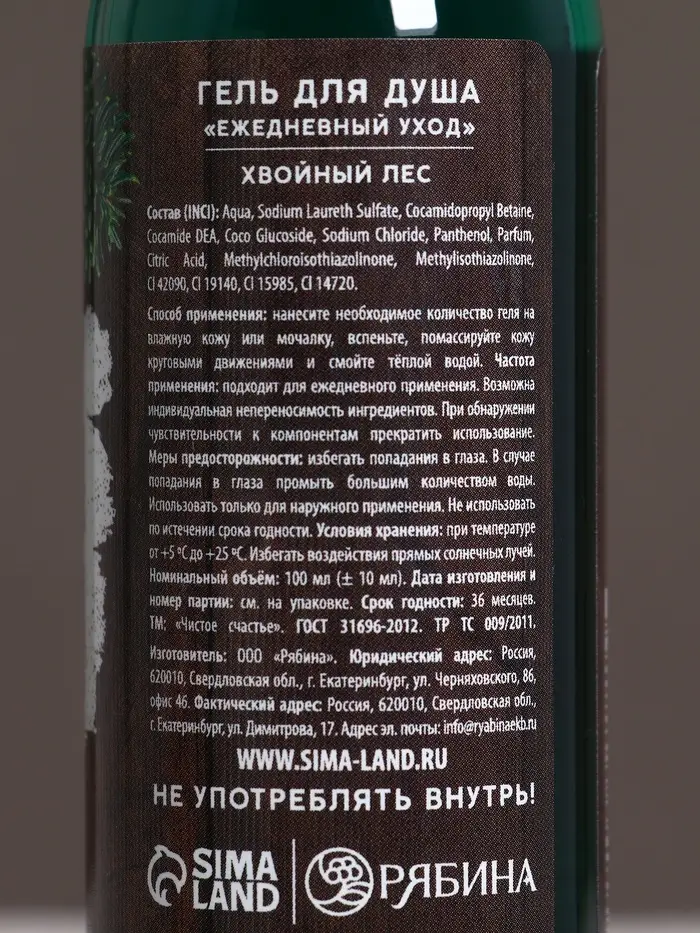 ГЕЛЬ ДЛЯ ДУША
«ЕЖЕДНЕВНЫЙ УХОД»
ХВОЙНЫЙ ЛЕС
Состав (INCI): Aqua, Sodium Laureth Sulfate, Cocamidopropyl Betaine,
Cocamide DEA, Coco Glucoside, Sodium Chloride, Panthenol, Parfum,
Citric Acid, Methylchloroisothiazolinone, Methylisothiazolinone,
CI 42090, CI 19140, CI 15985, CI 14720.
Способ применения: нанесите необходимое количество геля на
влажную кожу или мочалку, вспеньте, помассируйте кожу
круговыми движениями и смойте тёплой водой. Частота
применения: подходит для ежедневного применения. Возможна
индивидуальная непереносимость ингредиентов. При обнаружении
чувствительности к компонентам прекратить использование.
Меры предосторожности: избегать попадания в глаза. В случае
попадания в глаза промыть большим количеством воды.
Использовать только для наружного применения. Не использовать
по истечении срока годности. Условия хранения: при температуре
от +5 ºС до +25 ºС. Избегать воздействия прямых солнечных лучей.
Номинальный объём: 100 мл (± 10 мл). Дата изготовления и
номер партии: см. на упаковке. Срок годности: 36 месяцев.
ТМ: «Чистое счастье». ГОСТ 31696-2012. ТР ТС 009/2011.
Изготовитель: ООО «Рябина». Юридический адрес: Россия,
620010, Свердловская обл., г. Екатеринбург, ул. Черняховского, 86,
офис 46. Фактический адрес: Россия, 620010, Свердловская обл.,
г. Екатеринбург, ул. Димитрова, 17. Адрес эл. почты: info@ryabinaekb.ru
WWW.SIMA-LAND.RU
НЕ УПОТРЕБЛЯТЬ ВНУТРЬ!
SIMA LAND
РЯБИНА